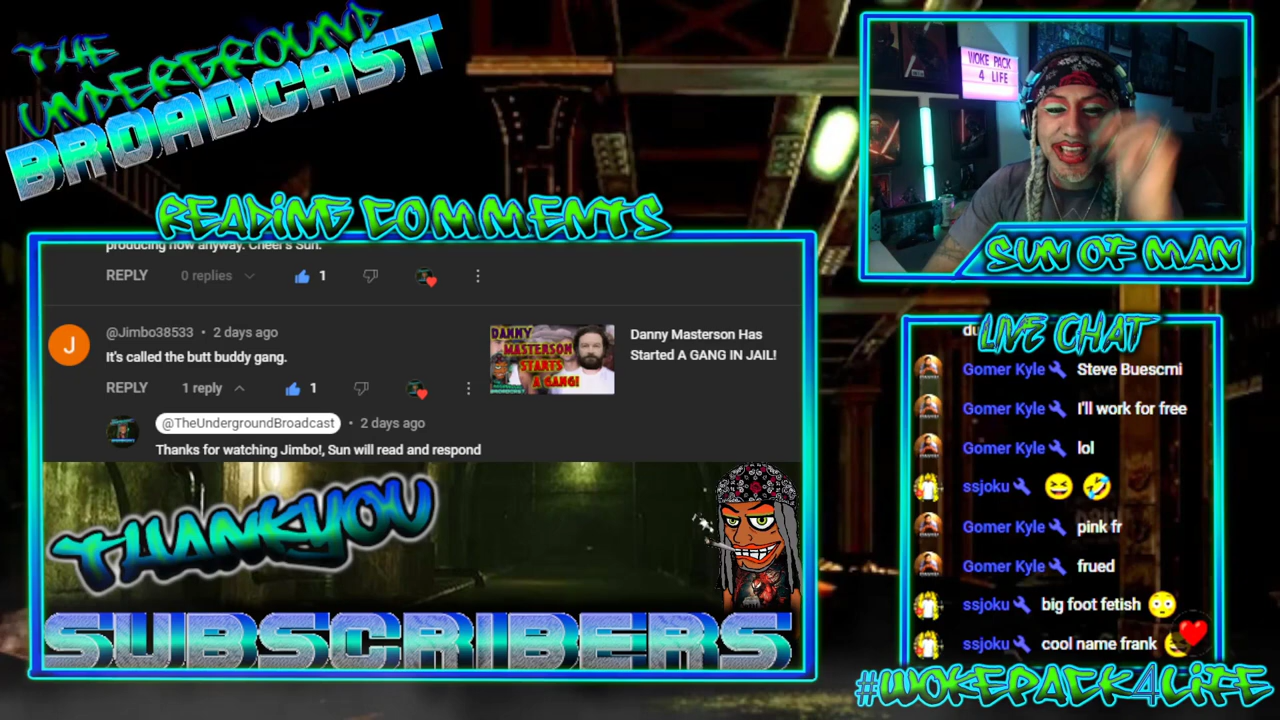 THE
UNDERGROUND
BROADCAST
WOKE PACK
4 LIFE
SUN OF MAN
READING COMMENTS
producing now anyway. Cheer's Sun.
REPLY 0 replies 1
J
@Jimbo38533 • 2 days ago
It's called the butt buddy gang.
REPLY 1 reply 1
DANNY
MASTERSON
STARTS
A GANG!
Danny Masterson Has
Started A GANG IN JAIL!
@TheUndergroundBroadcast • 2 days ago
Thanks for watching Jimbo!, Sun will read and respond
THANKYOU
SUBSCRIBERS
LIVE CHAT
Gomer Kyle Steve Buescmi
Gomer Kyle I'll work for free
Gomer Kyle lol
ssjoku 😆 🤣
Gomer Kyle pink fr
Gomer Kyle frued
ssjoku big foot fetish 😳
ssjoku cool name frank
#WOKEPACK4LIFE